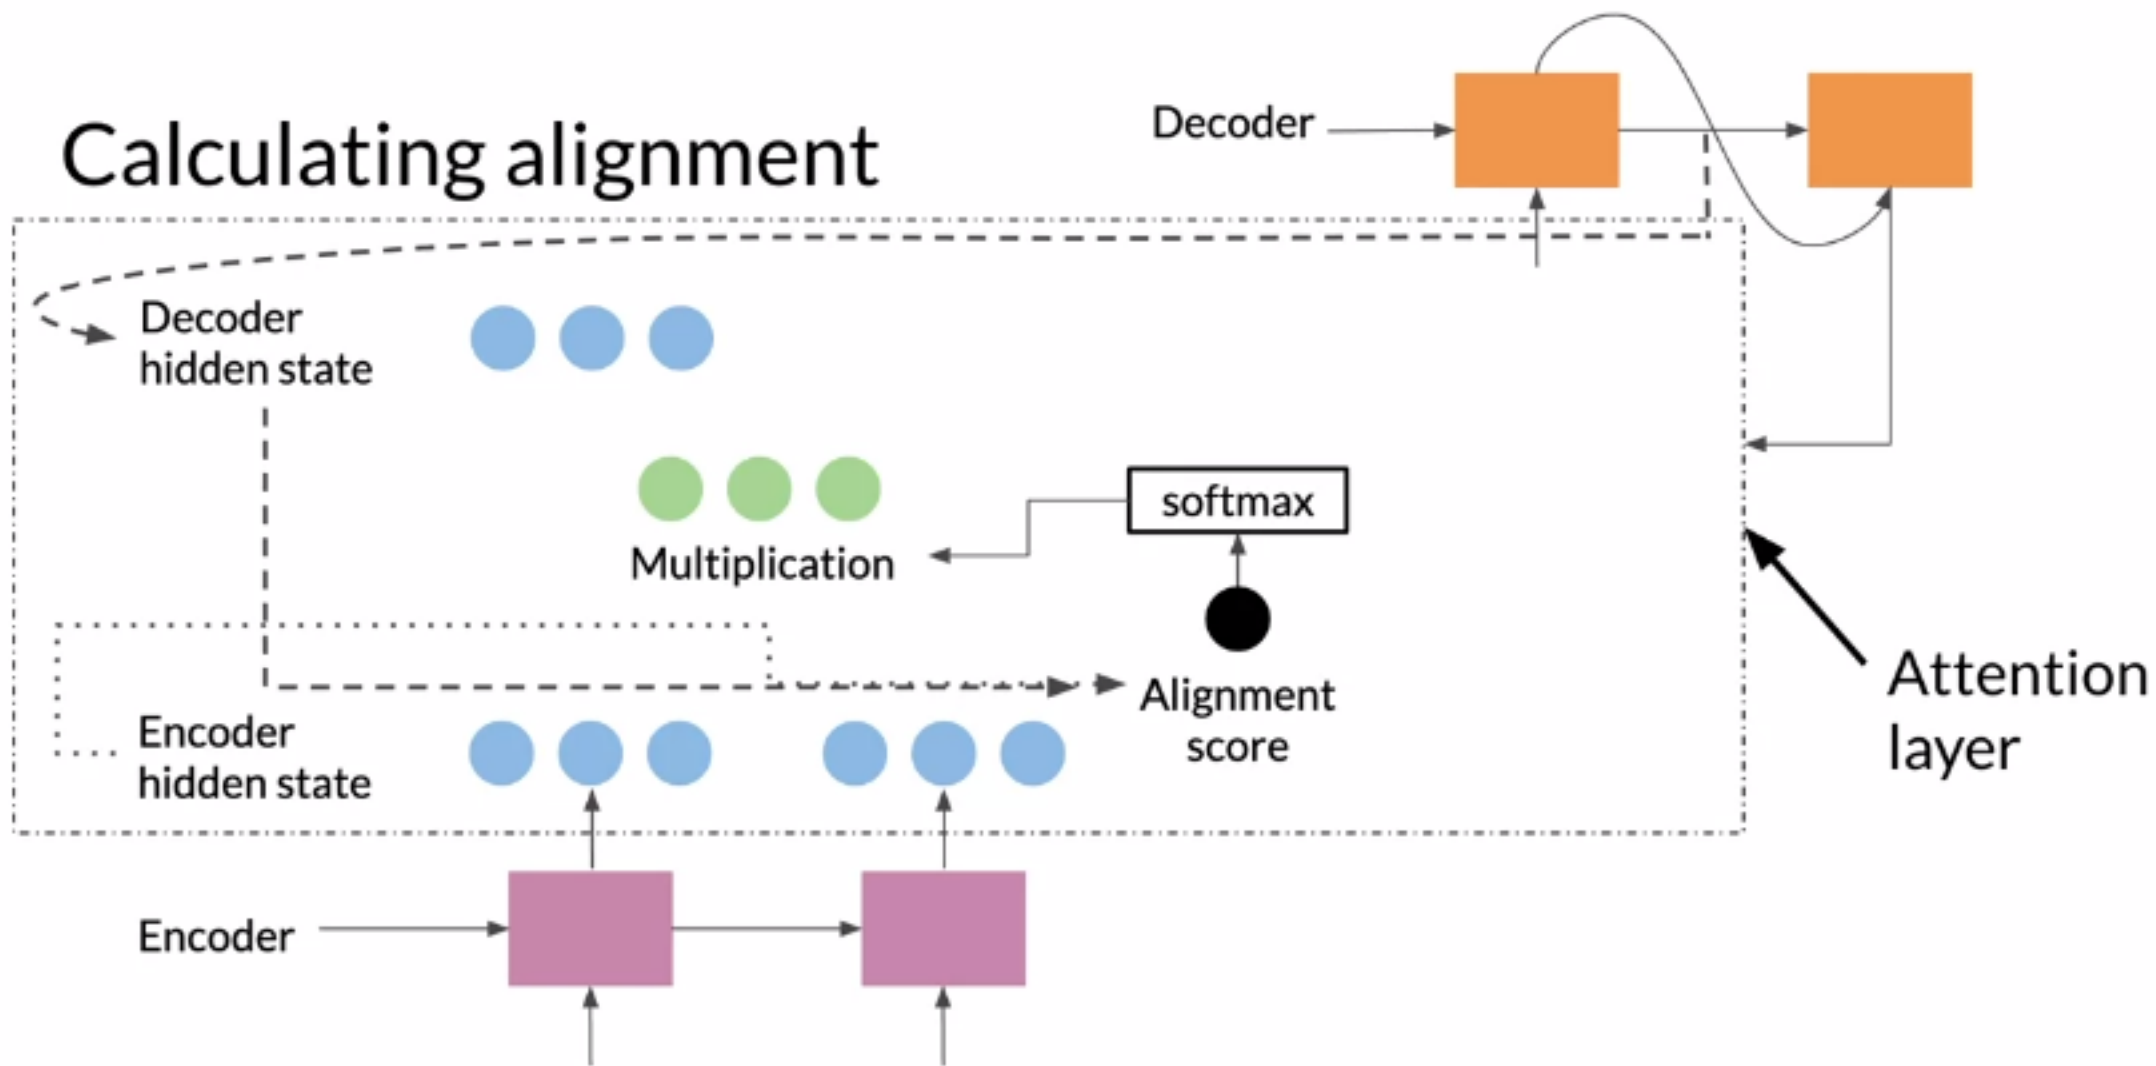 Decoder
Calculating alignment
Decoder
hidden state
softmax
Multiplication
Alignment
score
Attention
layer
Encoder
hidden state
Encoder